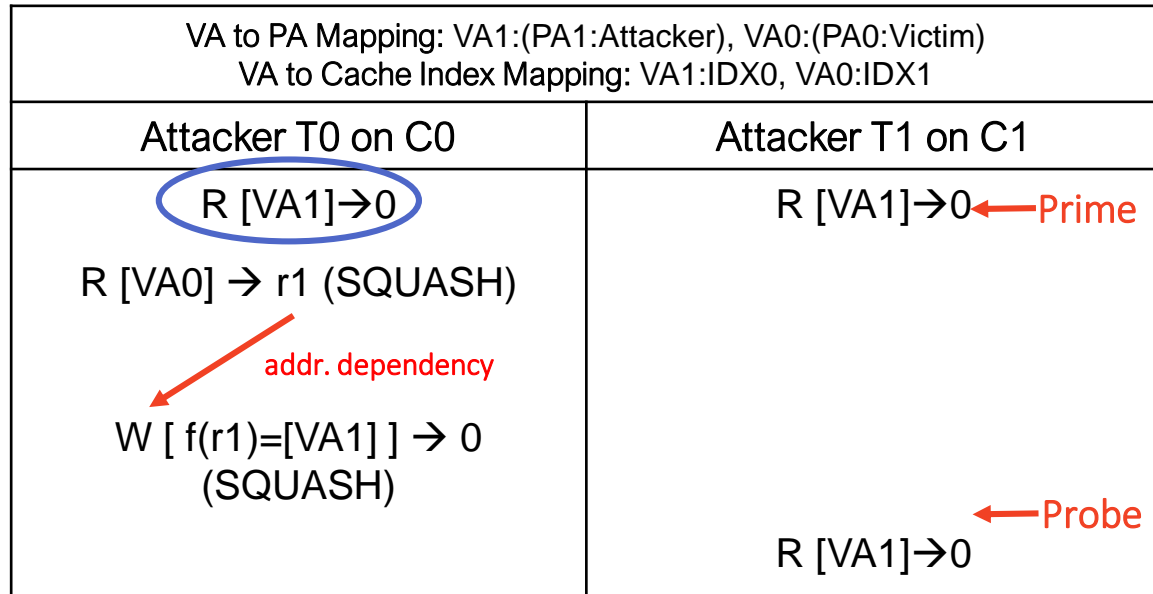 VA to PA Mapping: VA1:(PA1:Attacker), VA0:(PA0:Victim)
VA to Cache Index Mapping: VA1:IDX0, VA0:IDX1
Attacker T0 on C0
Attacker T1 on C1
R [VA1]→0
R [VA1]→0
Prime
R [VA0] → r1 (SQUASH)
addr. dependency
W [ f(r1)=[VA1] ] → 0
(SQUASH)
Probe
R [VA1]→0